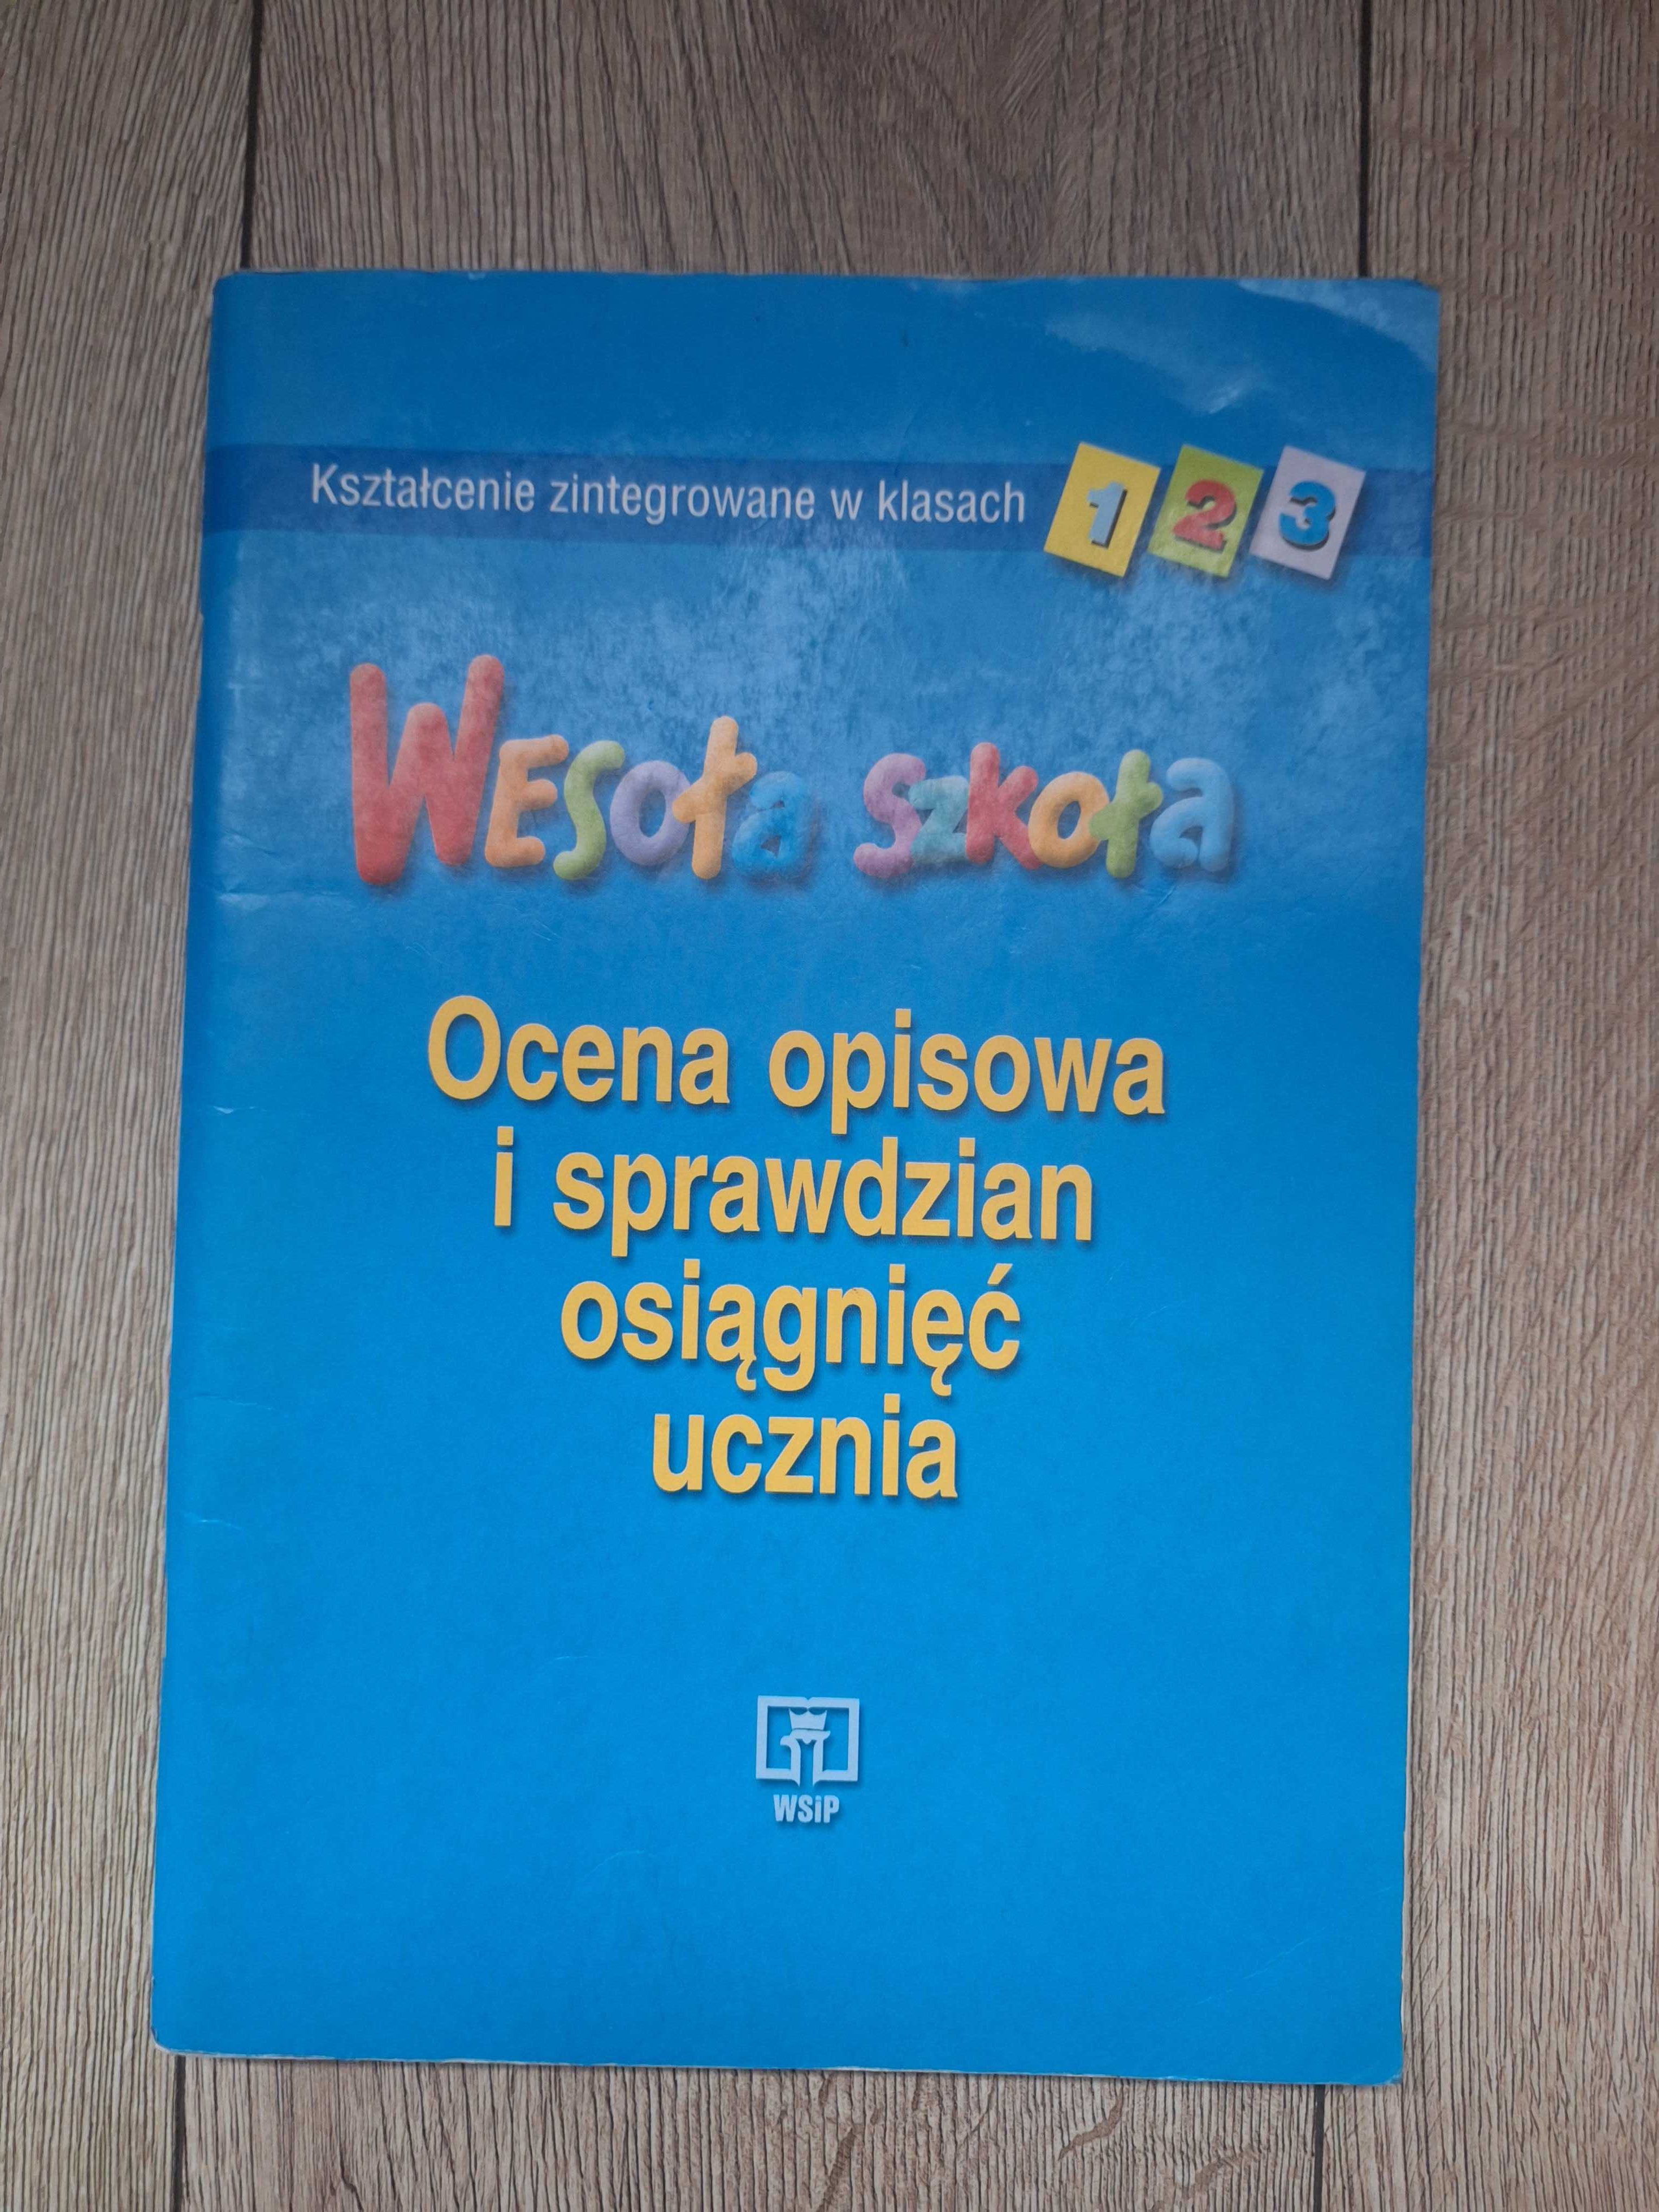 Kształcenie zintegrowane w klasach 1 2 3
Wesoła szkoła
Ocena opisowa
i sprawdzian
osiągnięć
ucznia
WSiP